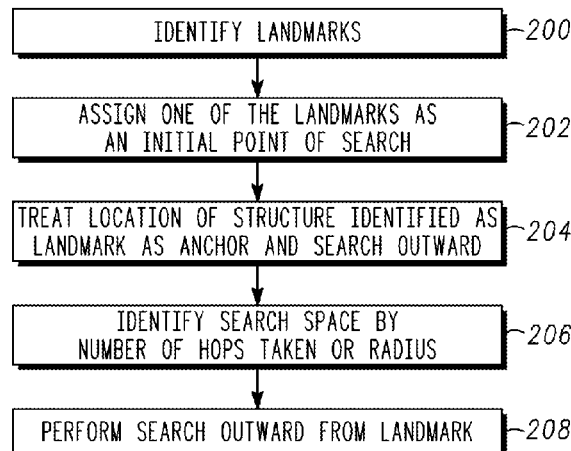 IDENTIFY LANDMARKS
200
ASSIGN ONE OF THE LANDMARKS AS
AN INITIAL POINT OF SEARCH
202
TREAT LOCATION OF STRUCTURE IDENTIFIED AS
LANDMARK AS ANCHOR AND SEARCH OUTWARD
204
IDENTIFY SEARCH SPACE BY
NUMBER OF HOPS TAKEN OR RADIUS
206
PERFORM SEARCH OUTWARD FROM LANDMARK
208